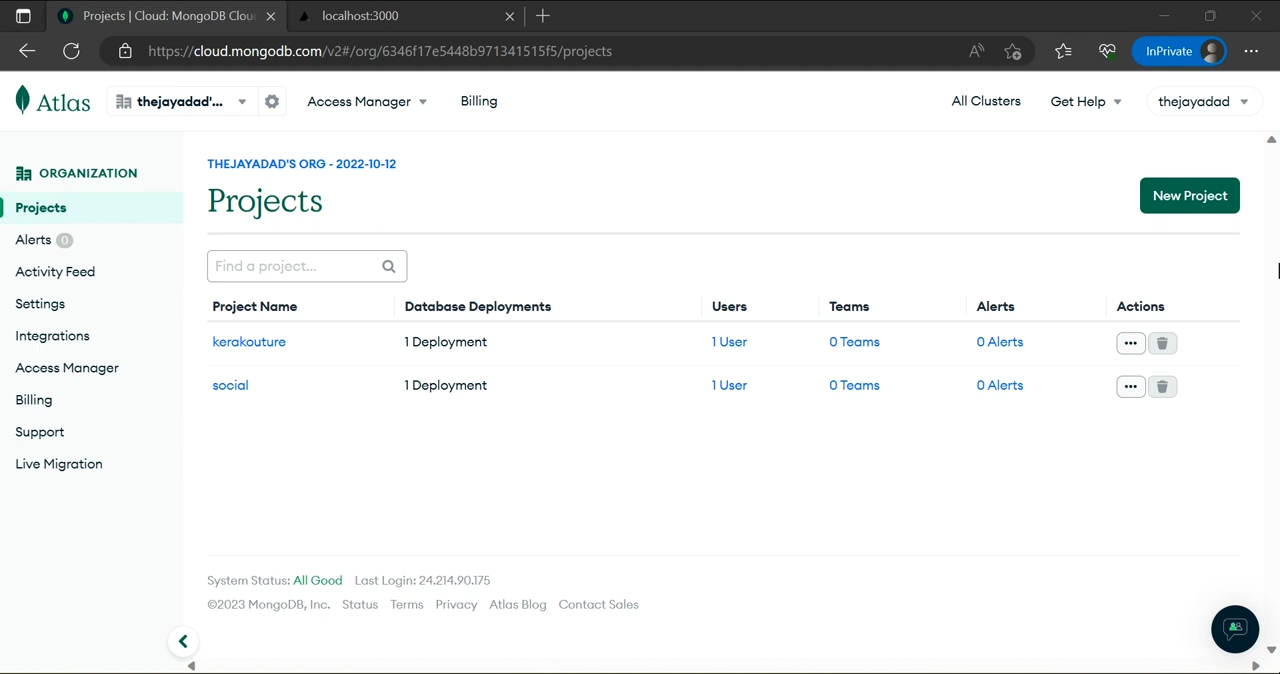 Projects | Cloud: MongoDB Clou
localhost:3000
https://cloud.mongodb.com/v2#/org/6346f17e5448b971341515f5/projects
InPrivate
Atlas
thejayadad'...
Access Manager
Billing
All Clusters
Get Help
thejayadad
ORGANIZATION
Projects
Alerts 0
Activity Feed
Settings
Integrations
Access Manager
Billing
Support
Live Migration
THEJAYADAD'S ORG - 2022-10-12
Projects
New Project
Find a project...
Project Name Database Deployments Users Teams Alerts Actions
kerakouture 1 Deployment 1 User 0 Teams 0 Alerts
social 1 Deployment 1 User 0 Teams 0 Alerts
System Status: All Good Last Login: 24.214.90.175
©2023 MongoDB, Inc. Status Terms Privacy Atlas Blog Contact Sales